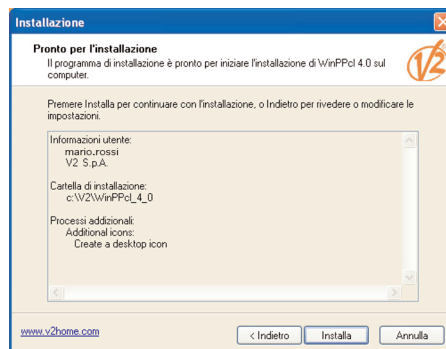 Installazione
Pronto per l'installazione
Il programma di installazione è pronto per iniziare l'installazione di WinPPcl 4.0 sul
computer.
V2
Premere Installa per continuare con l'installazione, o Indietro per rivedere o modificare le
impostazioni.
Informazioni utente:
mario.rossi
V2 S.p.A.
Cartella di installazione:
c:\V2\WinPPcl_4_0
Processi addizionali:
Additional icons:
Create a desktop icon
www.v2home.com
< Indietro
Installa
Annulla